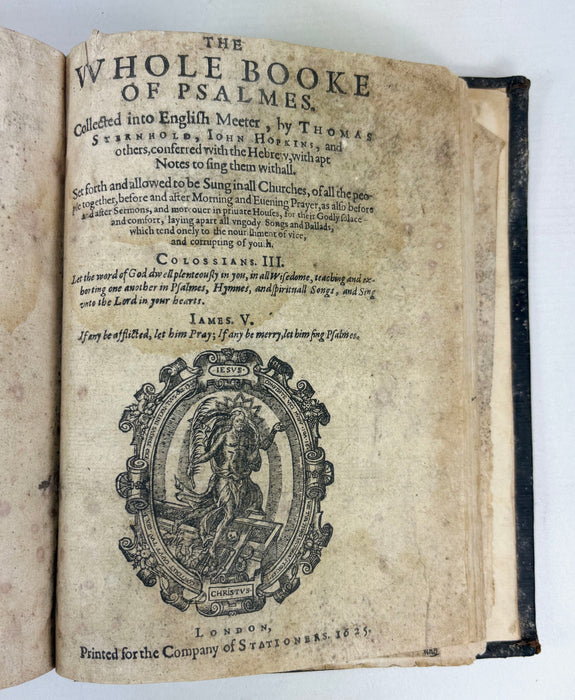 THE
WHOLE BOOKE
OF PSALMES.
Collected into English Meeter, by THOMAS
STERNHOLD, IOHN HOPKINS, and
others, conferred with the Hebrew, with apt
Notes to sing them withall.
Set forth and allowed to be Sung in all Churches, of all the peo-
ple together, before and after Morning and Euening Prayer, as also before
and after Sermons, and moreouer in priuate Houses, for their Godly solace
and comfort, laying apart all vngody Songs and Ballads,
which tend onely to the nourishment of vice,
and corrupting of youth.
COLOSSIANS. III.
Let the word of God dwell plenteously in you, in all Wisedome, teaching and ex-
horting one another in Psalmes, Hymnes, and spirituall Songs, and Sing
vnto the Lord in your hearts.
IAMES. V.
If any be afflicted, let him Pray; If any be merry, let him sing Psalmes.
IESVS
CHRISTVS
LONDON,
Printed for the Company of STATIONERS. 1625.